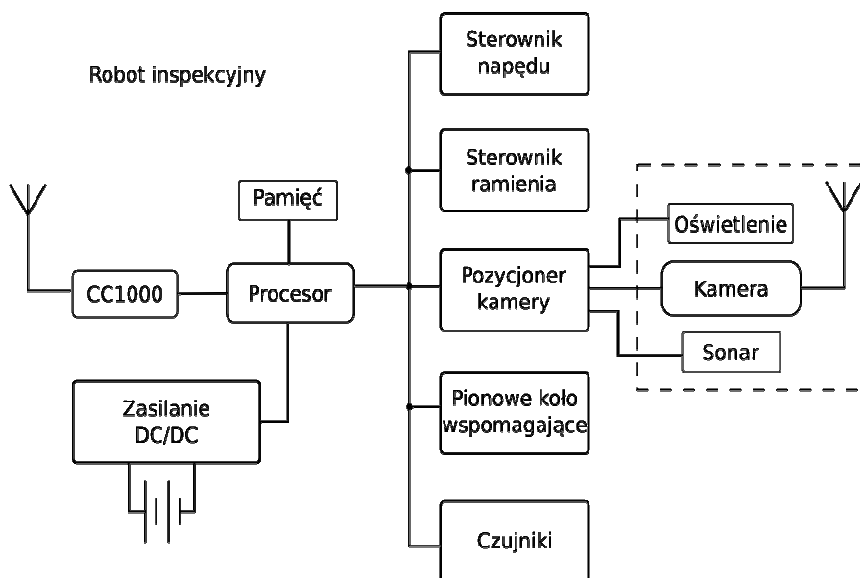 Robot inspekcyjny
Sterownik
napędu
Sterownik
ramienia
Pamięć
Oświetlenie
CC1000
Procesor
Pozycjoner
kamery
Kamera
Sonar
Zasilanie
DC/DC
Pionowe koło
wspomagające
Czujniki